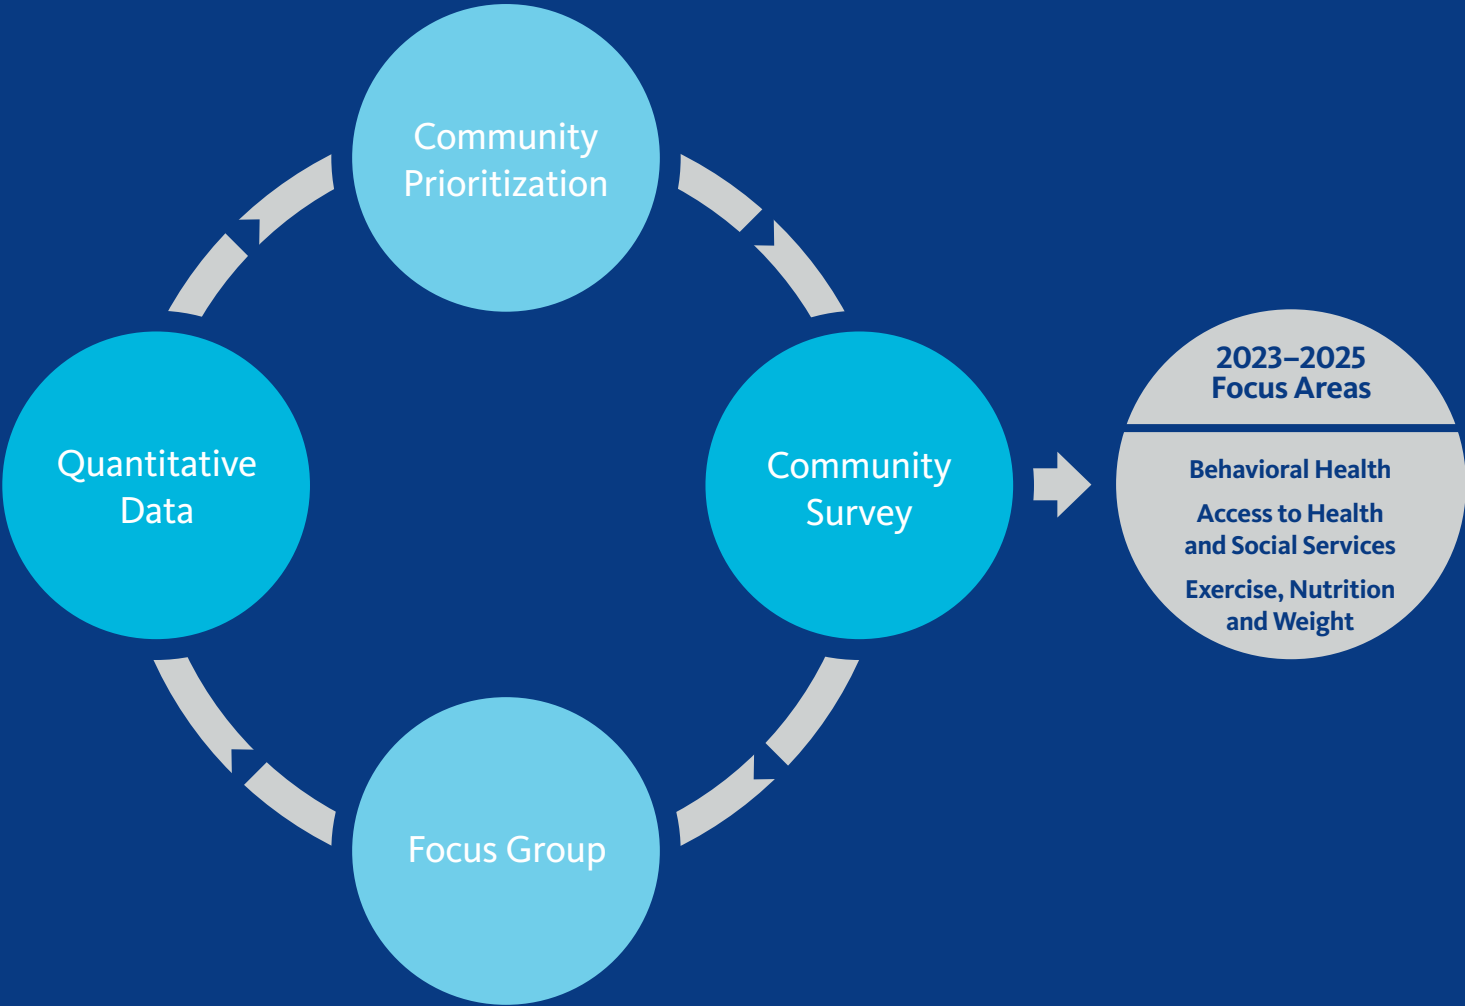 Community
Prioritization
Quantitative
Data
Community
Survey
Focus Group
2023–2025
Focus Areas
Behavioral Health
Access to Health
and Social Services
Exercise, Nutrition
and Weight